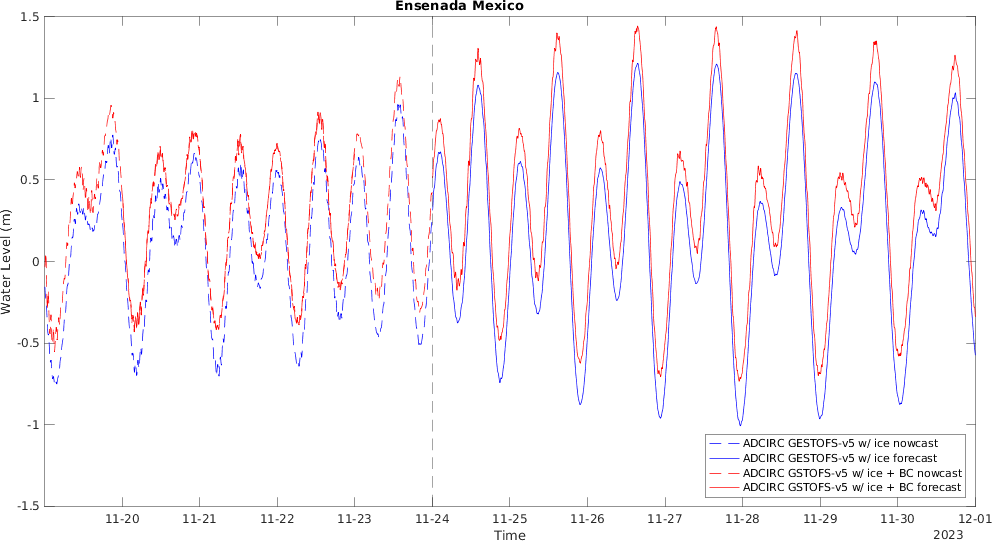 Ensenada Mexico
1.5
1
0.5
0
-0.5
-1
-1.5
Water Level (m)
11-20 11-21 11-22 11-23 11-24 11-25 11-26 11-27 11-28 11-29 11-30 12-01
Time
2023
ADCIRC GESTOFS-v5 w/ ice nowcast
ADCIRC GESTOFS-v5 w/ ice forecast
ADCIRC GSTOFS-v5 w/ ice + BC nowcast
ADCIRC GSTOFS-v5 w/ ice + BC forecast